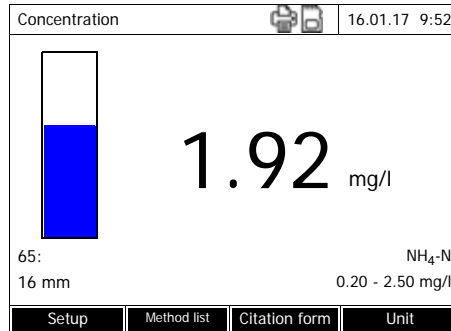 Concentration 16.01.17 9:52
1.92 mg/l
65: NH₄-N
16 mm 0.20 - 2.50 mg/l
Setup Method list Citation form Unit